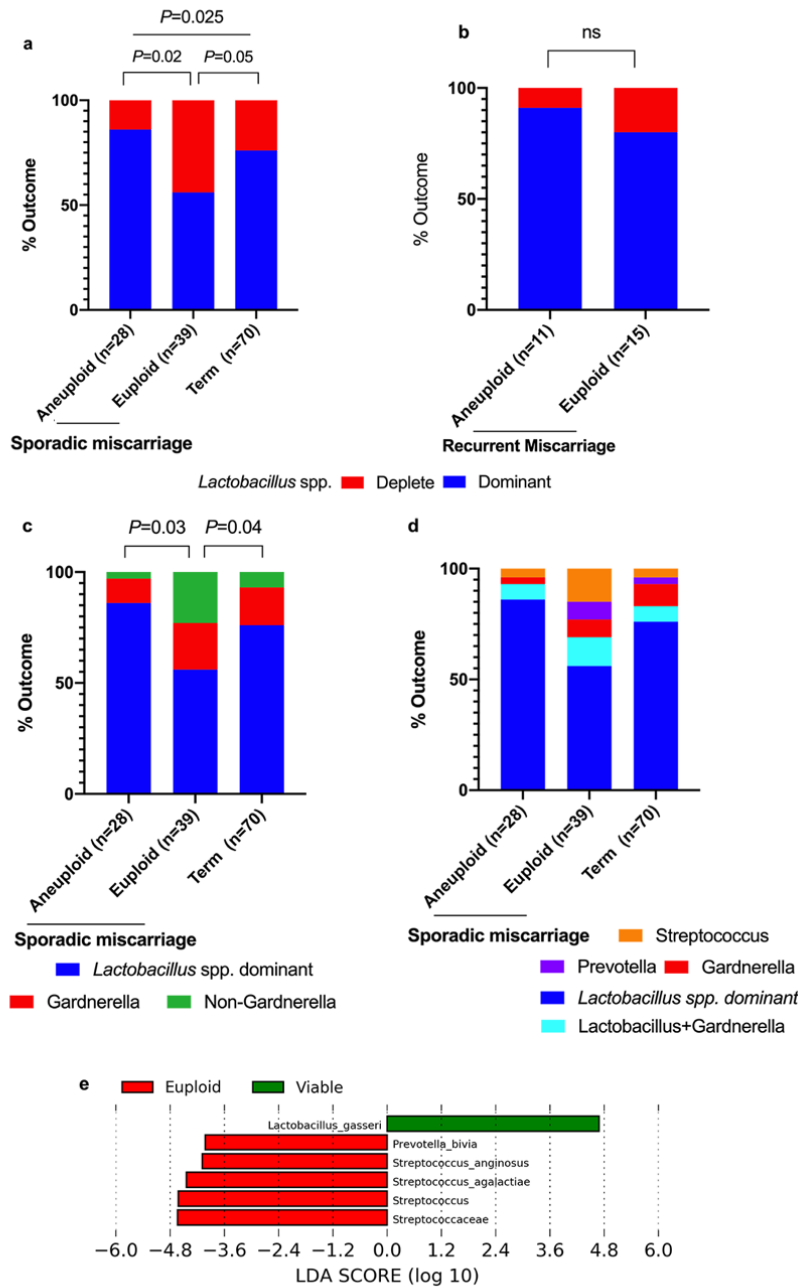 a
P=0.025
P=0.02 P=0.05
100
50
0
% Outcome
Aneuploid (n=28)
Euploid (n=39)
Term (n=70)
Sporadic miscarriage
b
ns
100
50
0
% Outcome
Aneuploid (n=11)
Euploid (n=15)
Recurrent Miscarriage
Lactobacillus spp. Deplete Dominant
c
P=0.03 P=0.04
100
50
0
% Outcome
Aneuploid (n=28)
Euploid (n=39)
Term (n=70)
Sporadic miscarriage
Lactobacillus spp. dominant
Gardnerella Non-Gardnerella
d
100
50
0
% Outcome
Aneuploid (n=28)
Euploid (n=39)
Term (n=70)
Sporadic miscarriage
Streptococcus
Prevotella Gardnerella
Lactobacillus spp. dominant
Lactobacillus+Gardnerella
e
Euploid Viable
Lactobacillus_gasseri
Prevotella_bivia
Streptococcus_anginosus
Streptococcus_agalactiae
Streptococcus
Streptococcaceae
−6.0 −4.8 −3.6 −2.4 −1.2 0.0 1.2 2.4 3.6 4.8 6.0
LDA SCORE (log 10)